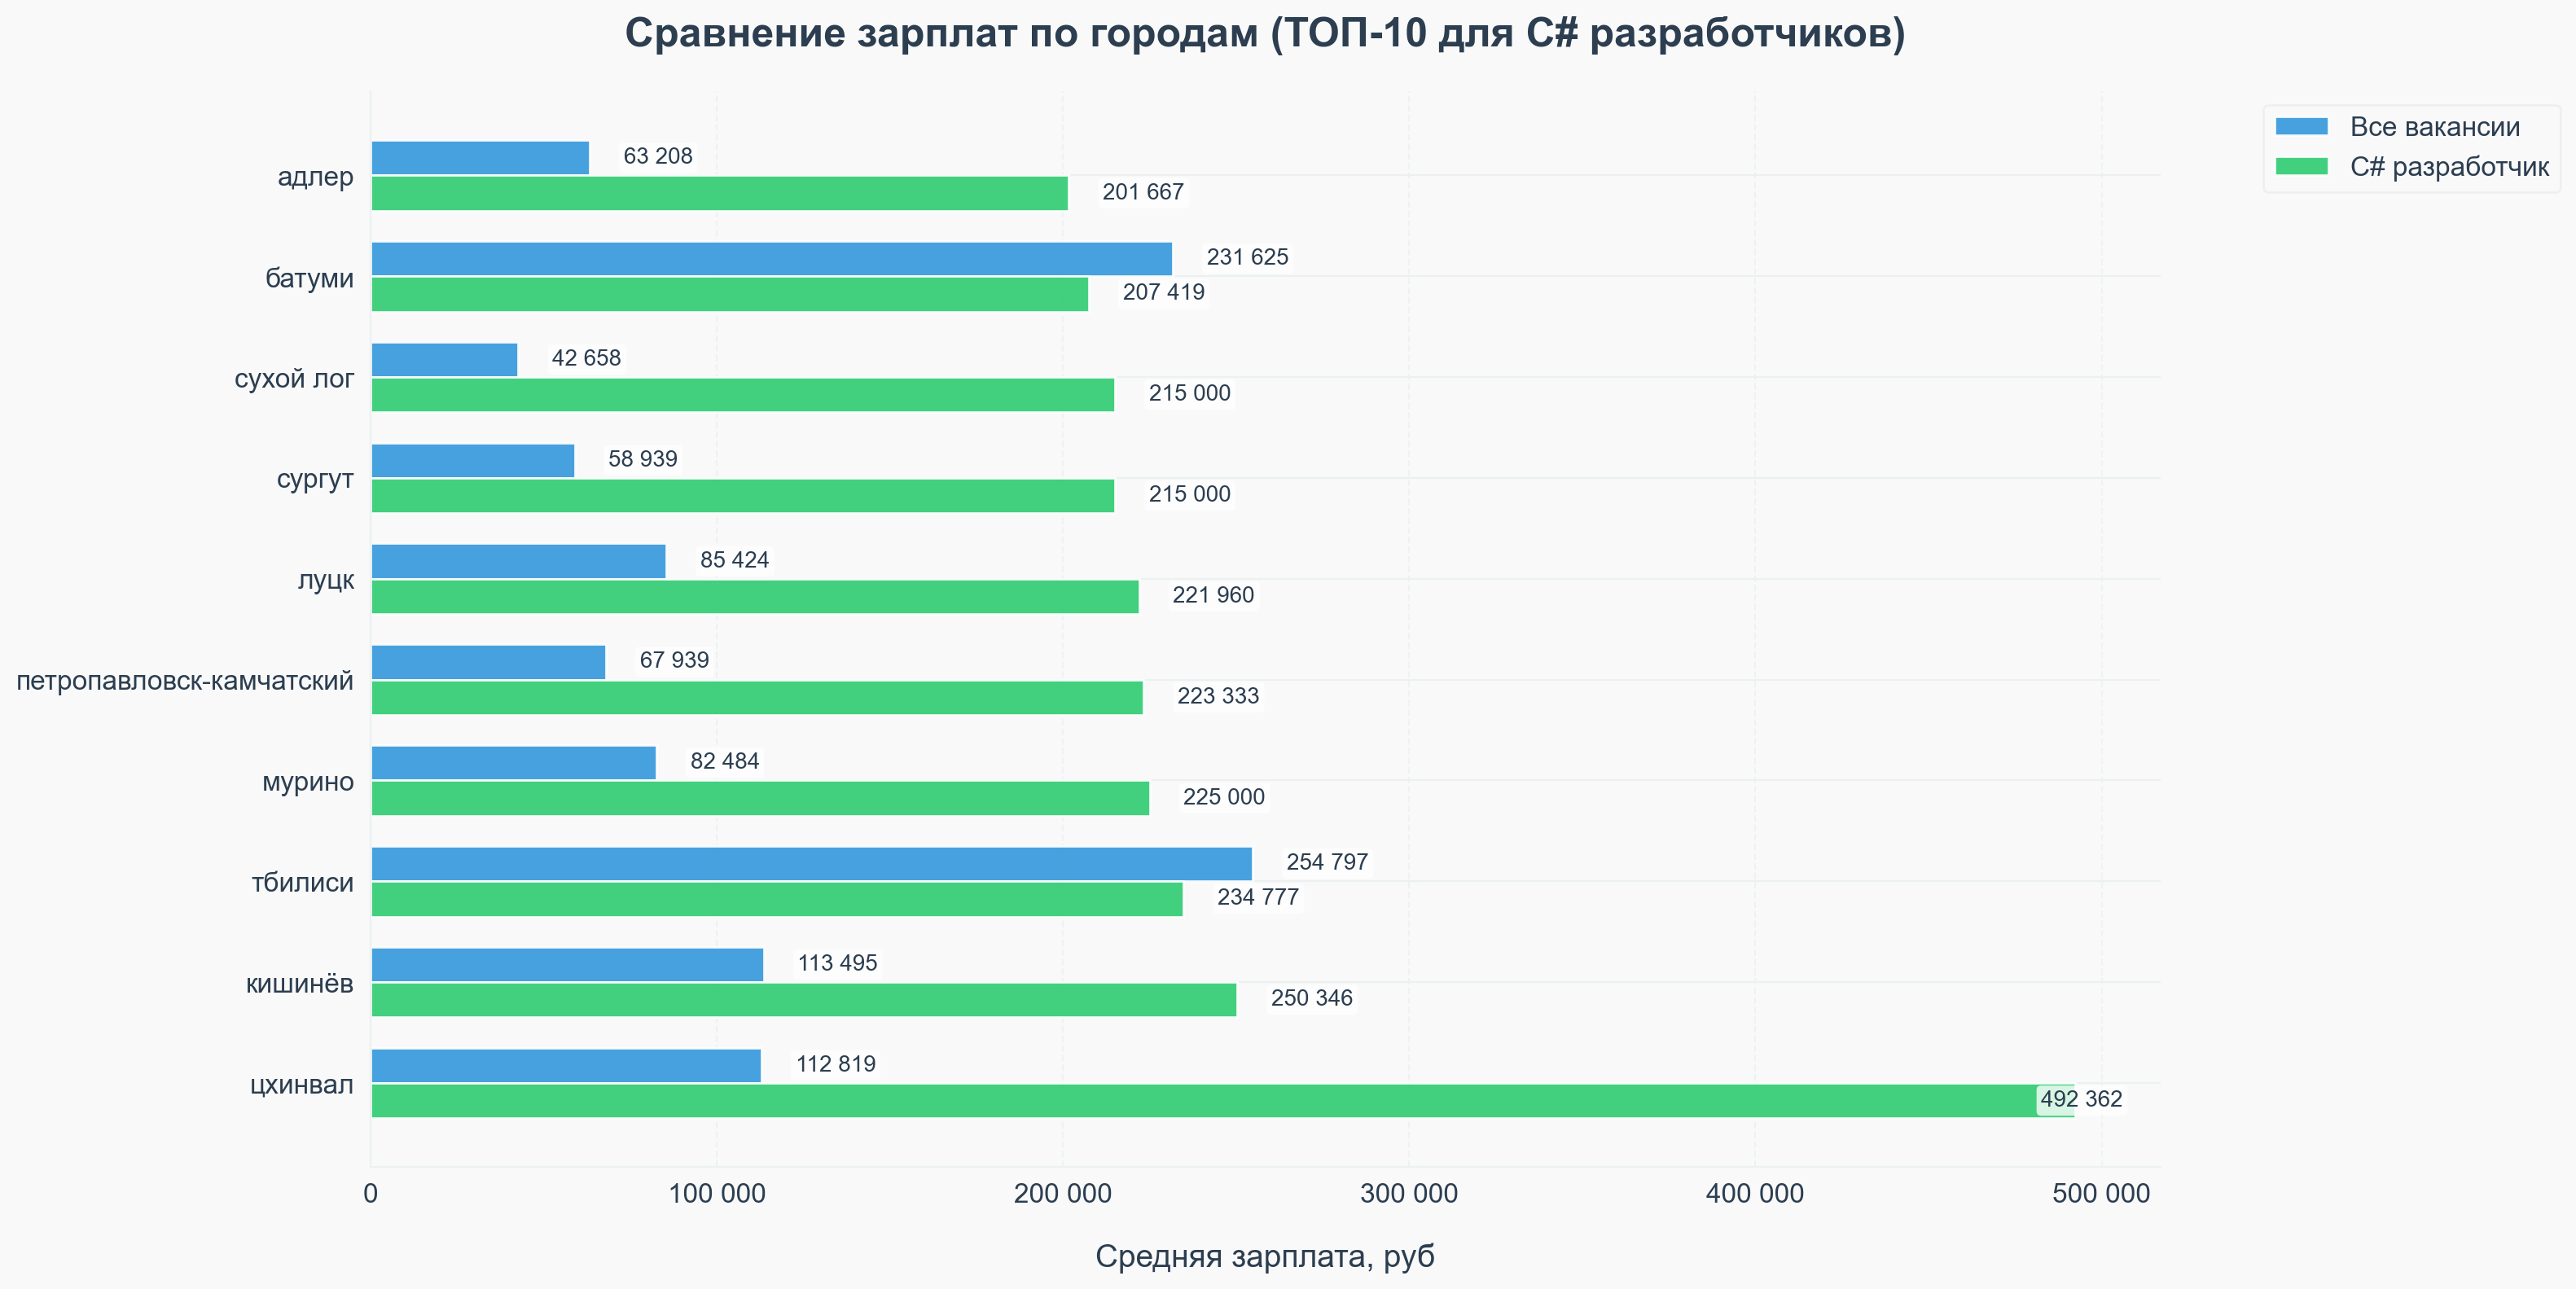 Сравнение зарплат по городам (ТОП-10 для C# разработчиков)
Все вакансии
C# разработчик
адлер
63 208
201 667
батуми
231 625
207 419
сухой лог
42 658
215 000
сургут
58 939
215 000
луцк
85 424
221 960
петропавловск-камчатский
67 939
223 333
мурино
82 484
225 000
тбилиси
254 797
234 777
кишинёв
113 495
250 346
цхинвал
112 819
492 362
0 100 000 200 000 300 000 400 000 500 000
Средняя зарплата, руб